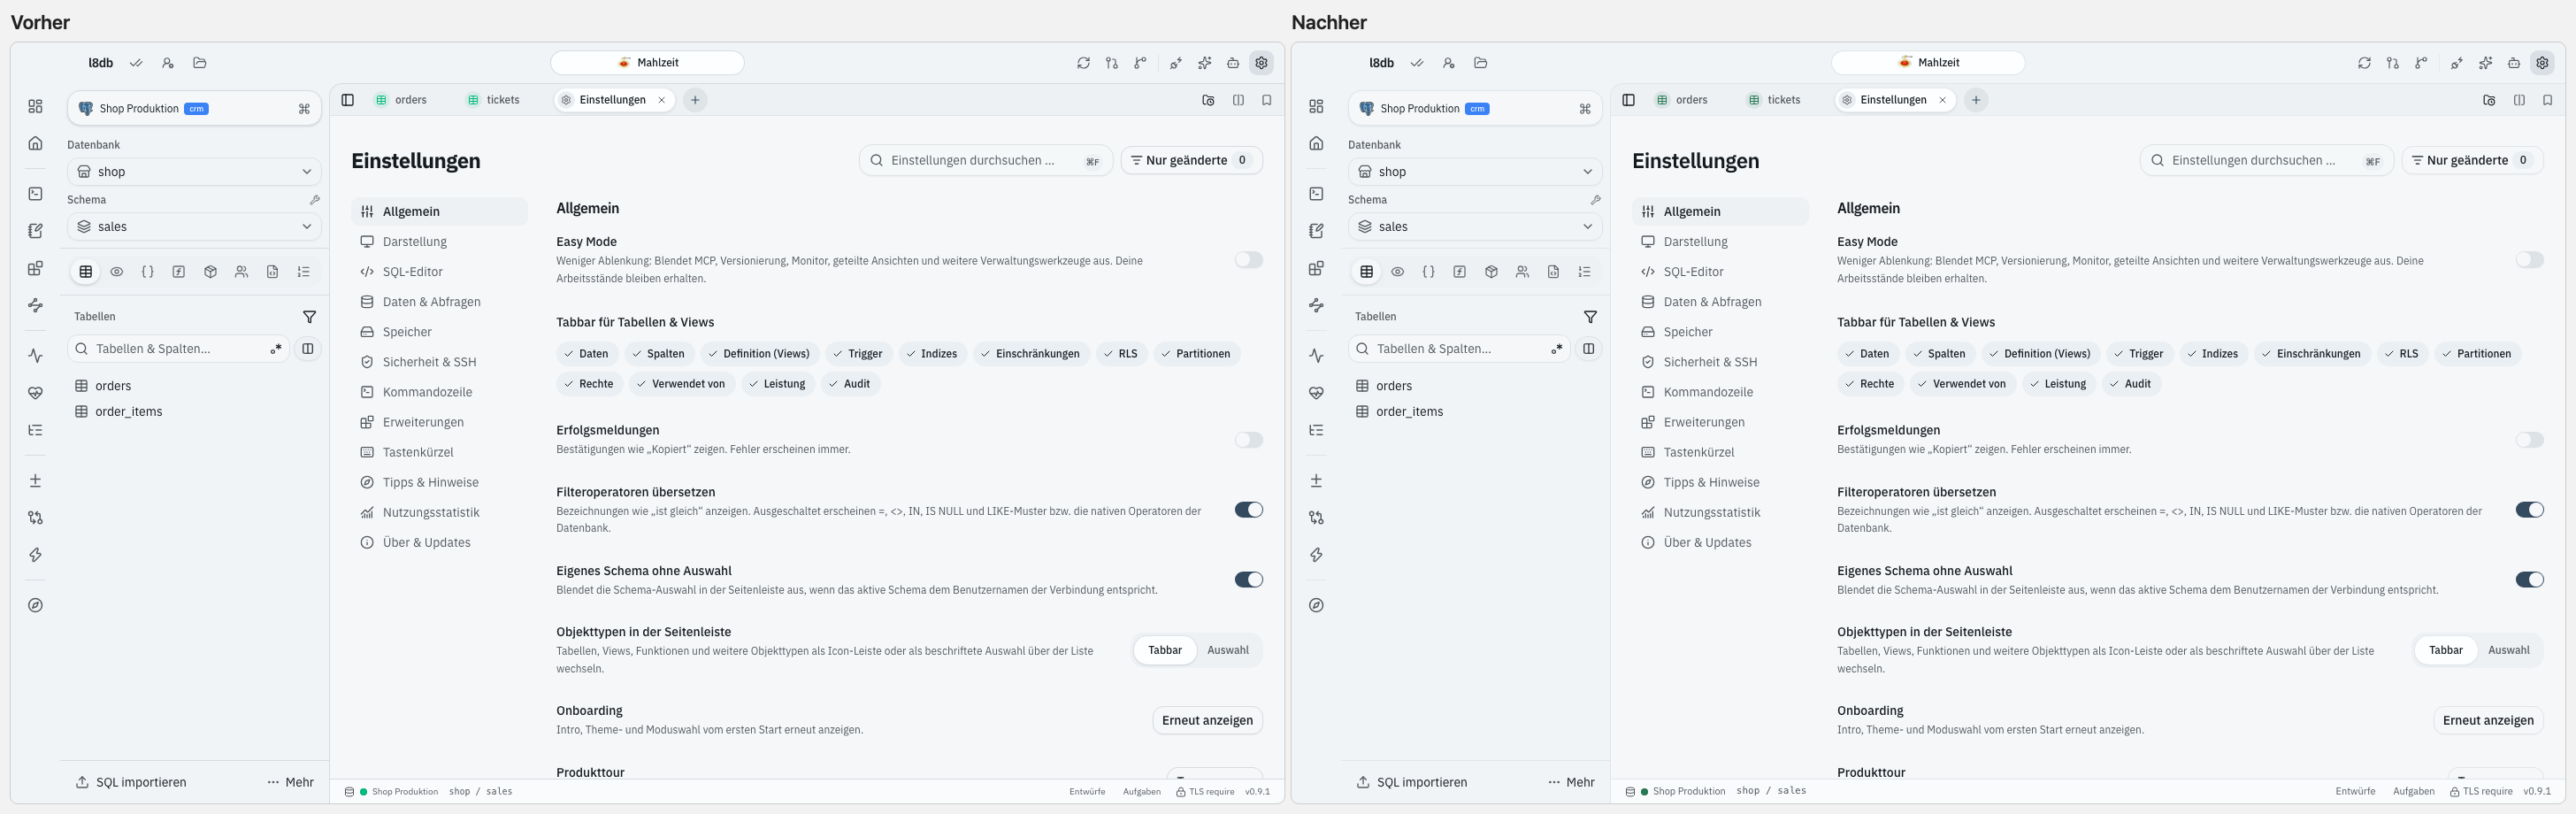 Vorher
l8db
Mahlzeit
Shop Produktion crm ⌘
orders
tickets
Einstellungen
Datenbank
shop
Schema
sales
Tabellen
Tabellen & Spalten... .*
orders
order_items
SQL importieren
Mehr
Einstellungen
Einstellungen durchsuchen ... ⌘F
Nur geänderte 0
Allgemein
Darstellung
SQL-Editor
Daten & Abfragen
Speicher
Sicherheit & SSH
Kommandozeile
Erweiterungen
Tastenkürzel
Tipps & Hinweise
Nutzungsstatistik
Über & Updates
Allgemein
Easy Mode
Weniger Ablenkung: Blendet MCP, Versionierung, Monitor, geteilte Ansichten und weitere Verwaltungswerkzeuge aus. Deine
Arbeitsstände bleiben erhalten.
Tabbar für Tabellen & Views
Daten Spalten Definition (Views) Trigger Indizes Einschränkungen RLS Partitionen
Rechte Verwendet von Leistung Audit
Erfolgsmeldungen
Bestätigungen wie „Kopiert“ zeigen. Fehler erscheinen immer.
Filteroperatoren übersetzen
Bezeichnungen wie „ist gleich“ anzeigen. Ausgeschaltet erscheinen =, <>, IN, IS NULL und LIKE-Muster bzw. die nativen Operatoren der
Datenbank.
Eigenes Schema ohne Auswahl
Blendet die Schema-Auswahl in der Seitenleiste aus, wenn das aktive Schema dem Benutzernamen der Verbindung entspricht.
Objekttypen in der Seitenleiste
Tabellen, Views, Funktionen und weitere Objekttypen als Icon-Leiste oder als beschriftete Auswahl über der Liste
wechseln.
Tabbar Auswahl
Onboarding
Intro, Theme- und Moduswahl vom ersten Start erneut anzeigen.
Erneut anzeigen
Produkttour
Shop Produktion shop / sales
Entwürfe Aufgaben TLS require v0.9.1
Nachher
l8db
Mahlzeit
Shop Produktion crm ⌘
orders
tickets
Einstellungen
Datenbank
shop
Schema
sales
Tabellen
Tabellen & Spalten... .*
orders
order_items
SQL importieren
Mehr
Einstellungen
Einstellungen durchsuchen ... ⌘F
Nur geänderte 0
Allgemein
Darstellung
SQL-Editor
Daten & Abfragen
Speicher
Sicherheit & SSH
Kommandozeile
Erweiterungen
Tastenkürzel
Tipps & Hinweise
Nutzungsstatistik
Über & Updates
Allgemein
Easy Mode
Weniger Ablenkung: Blendet MCP, Versionierung, Monitor, geteilte Ansichten und weitere Verwaltungswerkzeuge aus. Deine
Arbeitsstände bleiben erhalten.
Tabbar für Tabellen & Views
Daten Spalten Definition (Views) Trigger Indizes Einschränkungen RLS Partitionen
Rechte Verwendet von Leistung Audit
Erfolgsmeldungen
Bestätigungen wie „Kopiert“ zeigen. Fehler erscheinen immer.
Filteroperatoren übersetzen
Bezeichnungen wie „ist gleich“ anzeigen. Ausgeschaltet erscheinen =, <>, IN, IS NULL und LIKE-Muster bzw. die nativen Operatoren der
Datenbank.
Eigenes Schema ohne Auswahl
Blendet die Schema-Auswahl in der Seitenleiste aus, wenn das aktive Schema dem Benutzernamen der Verbindung entspricht.
Objekttypen in der Seitenleiste
Tabellen, Views, Funktionen und weitere Objekttypen als Icon-Leiste oder als beschriftete Auswahl über der Liste
wechseln.
Tabbar Auswahl
Onboarding
Intro, Theme- und Moduswahl vom ersten Start erneut anzeigen.
Erneut anzeigen
Produkttour
Shop Produktion shop / sales
Entwürfe Aufgaben TLS require v0.9.1